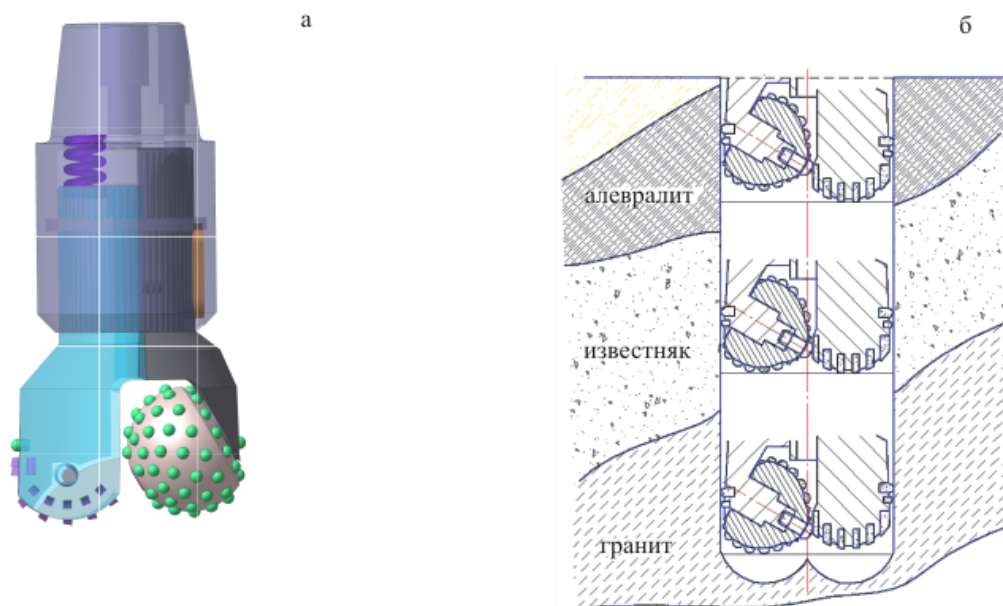 а
б
алевралит
известняк
гранит